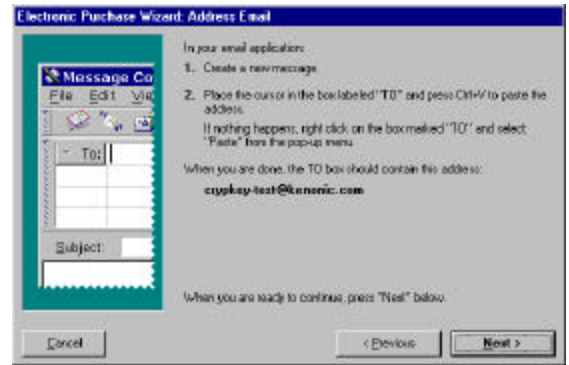 Electronic Purchase Wizard: Address Email
In your email application:
1. Create a new message.
2. Place the cursor in the box labeled "TO" and press Ctrl+V to paste the
address.
If nothing happens, right click on the box marked "TO" and select
"Paste" from the pop-up menu.
When you are done, the TO box should contain this address:
crypkey-test@kenonic.com
When you are ready to continue, press "Next" below.
Message Co
File Edit Vie
To:
Subject:
Cancel
< Previous
Next >